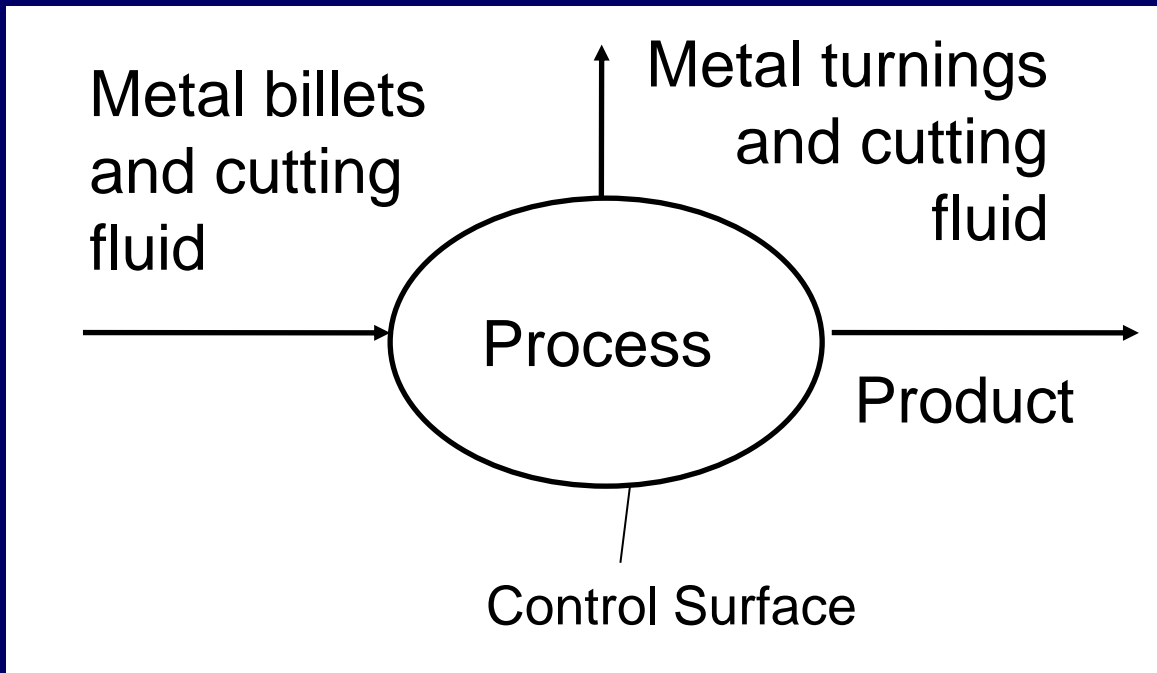 Metal billets
and cutting
fluid
Metal turnings
and cutting
fluid
Process
Product
Control Surface